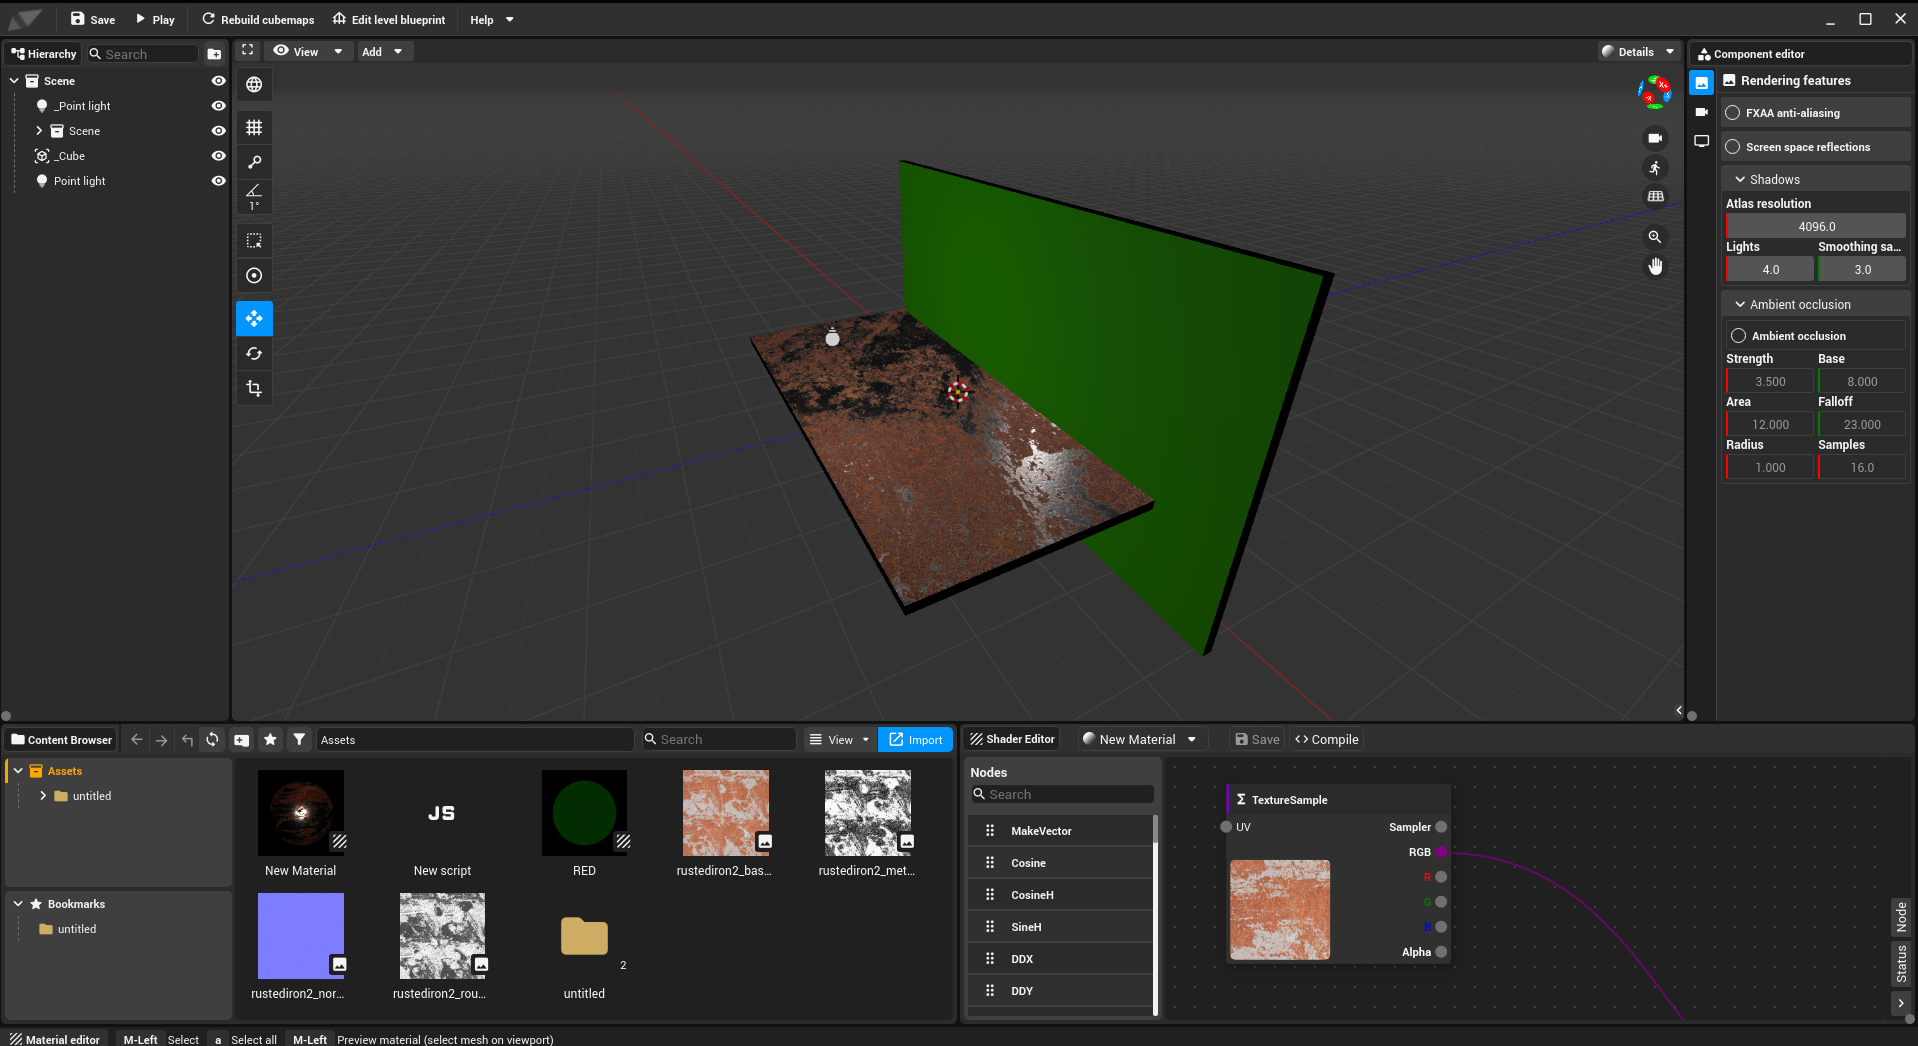 Save Play Rebuild cubemaps Edit level blueprint Help
Hierarchy Search
Scene
_Point light
Scene
_Cube
Point light
View Add Details
1°
Component editor
Rendering features
FXAA anti-aliasing
Screen space reflections
Shadows
Atlas resolution
4096.0
Lights Smoothing sa...
4.0 3.0
Ambient occlusion
Ambient occlusion
Strength Base
3.500 8.000
Area Falloff
12.000 23.000
Radius Samples
1.000 16.0
Content Browser Assets Search View Import
Assets
untitled
Bookmarks
untitled
JS
New Material New script RED rustediron2_bas... rustediron2_met...
2
rustediron2_nor... rustediron2_rou... untitled
Shader Editor New Material Save Compile
Nodes
Search
MakeVector
Cosine
CosineH
SineH
DDX
DDY
TextureSample
UV Sampler
RGB
R
G
B
Alpha
Node
Status
Material editor M-Left Select a Select all M-Left Preview material (select mesh on viewport)